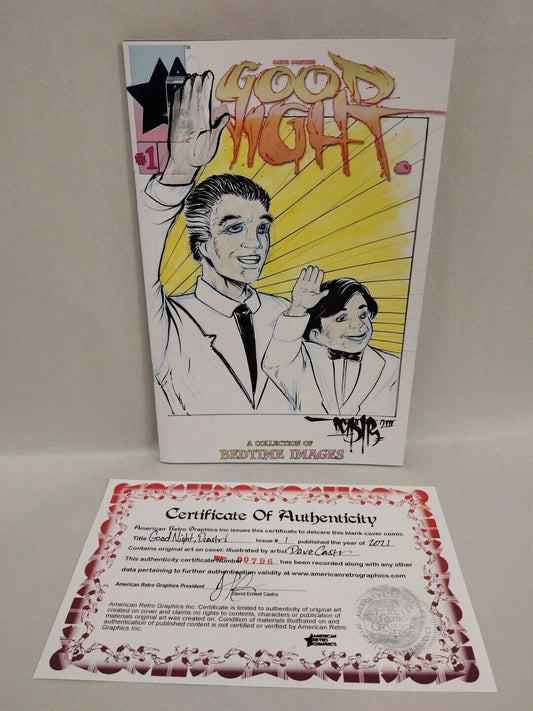 DAVE CASTRO'S
GOOD
NIGHT.
#1
A COLLECTION OF
BEDTIME IMAGES
Certificate Of Authenticity
American Retro Graphics Inc issues this certificate to delcare this blank cover comic
Title Good Night, Issue # 1 published the year of 2021
Contains original art on cover. illustrated by artist Dave Castro
This authenticity certificate Number 00796 has been recorded along with any other
data pertaining to further authentication validity at www.americanretrographics.com
American Retro Graphics President
David Ernest Castro
American Retro Graphics Inc. Certificate is limited to authenticity of original art
created on cover and claims no rights to contents, characters or publication of
materials original art was created on. Condition of materials illustrated on and
authentication of published content is not certified or verified by American Retro
Graphics Inc.
AMERICAN
RETRO
GRAPHICS